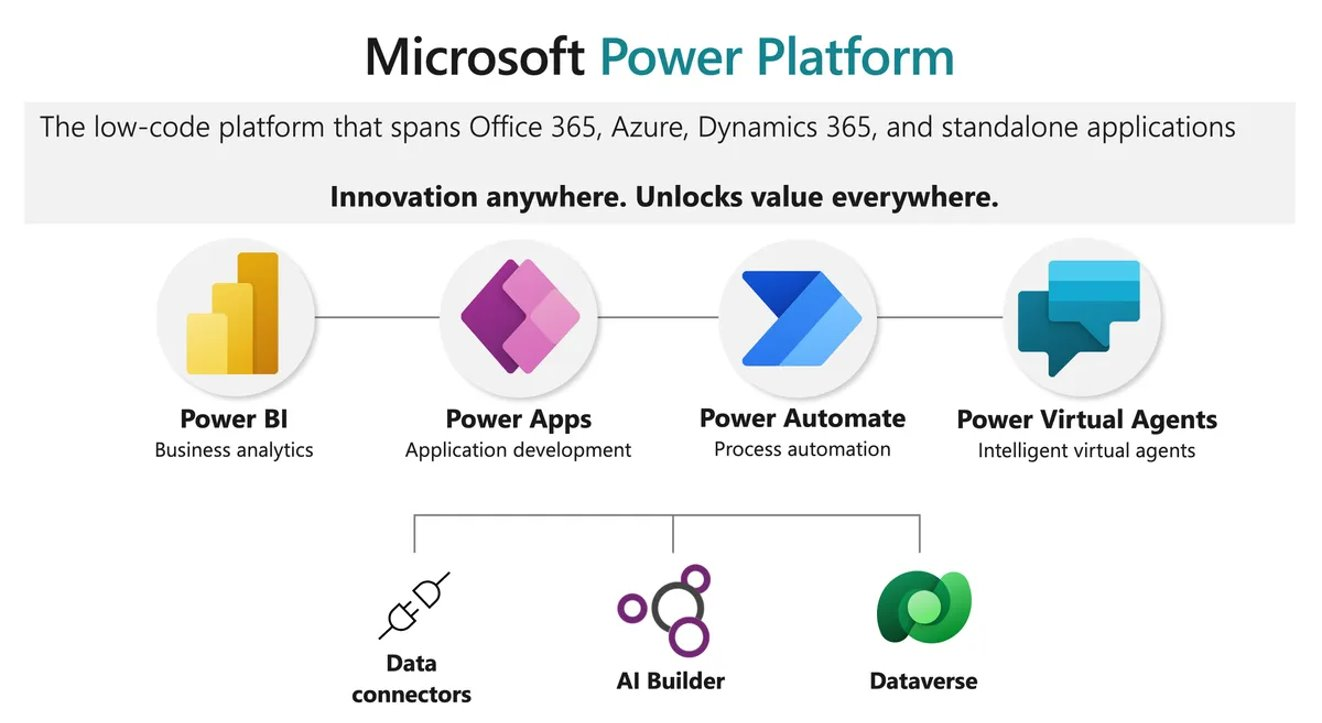 Microsoft Power Platform
The low-code platform that spans Office 365, Azure, Dynamics 365, and standalone applications
Innovation anywhere. Unlocks value everywhere.
Power BI
Business analytics
Power Apps
Application development
Power Automate
Process automation
Power Virtual Agents
Intelligent virtual agents
Data
connectors
AI Builder
Dataverse